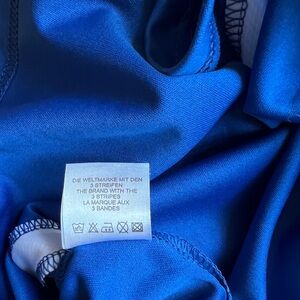 DIE WELTMARKE MIT DEN
3 STREIFEN
THE BRAND WITH THE
3 STRIPES
LA MARQUE AUX
3 BANDES